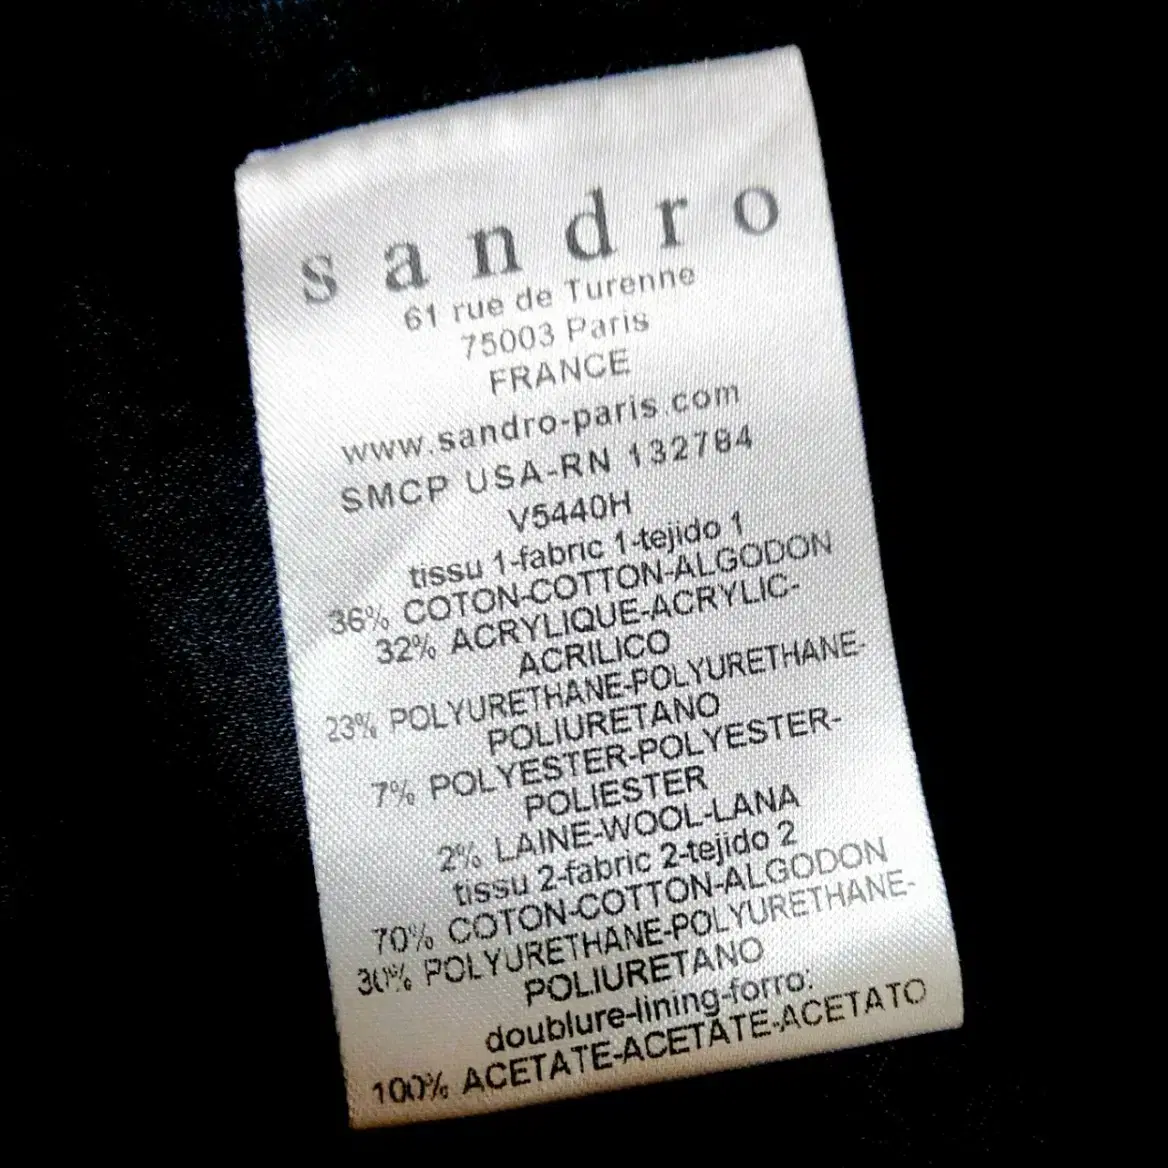 sandro
61 rue de Turenne
75003 Paris
FRANCE
www.sandro-paris.com
SMCP USA-RN 132784
V5440H
tissu 1-fabric 1-tejido 1
36% COTON-COTTON-ALGODON
32% ACRYLIQUE-ACRYLIC-
ACRILICO
23% POLYURETHANE-POLYURETHANE-
POLIURETANO
7% POLYESTER-POLYESTER-
POLIESTER
2% LAINE-WOOL-LANA
tissu 2-fabric 2-tejido 2
70% COTON-COTTON-ALGODON
30% POLYURETHANE-POLYURETHANE-
POLIURETANO
doublure-lining-forro:
100% ACETATE-ACETATE-ACETATO